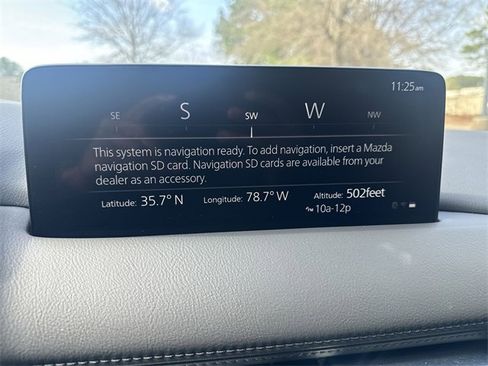 11:25am
SE S SW W NW
This system is navigation ready. To add navigation, insert a Mazda
navigation SD card. Navigation SD cards are available from your
dealer as an accessory.
Latitude: 35.7° N Longitude: 78.7° W Altitude: 502feet
10a-12p